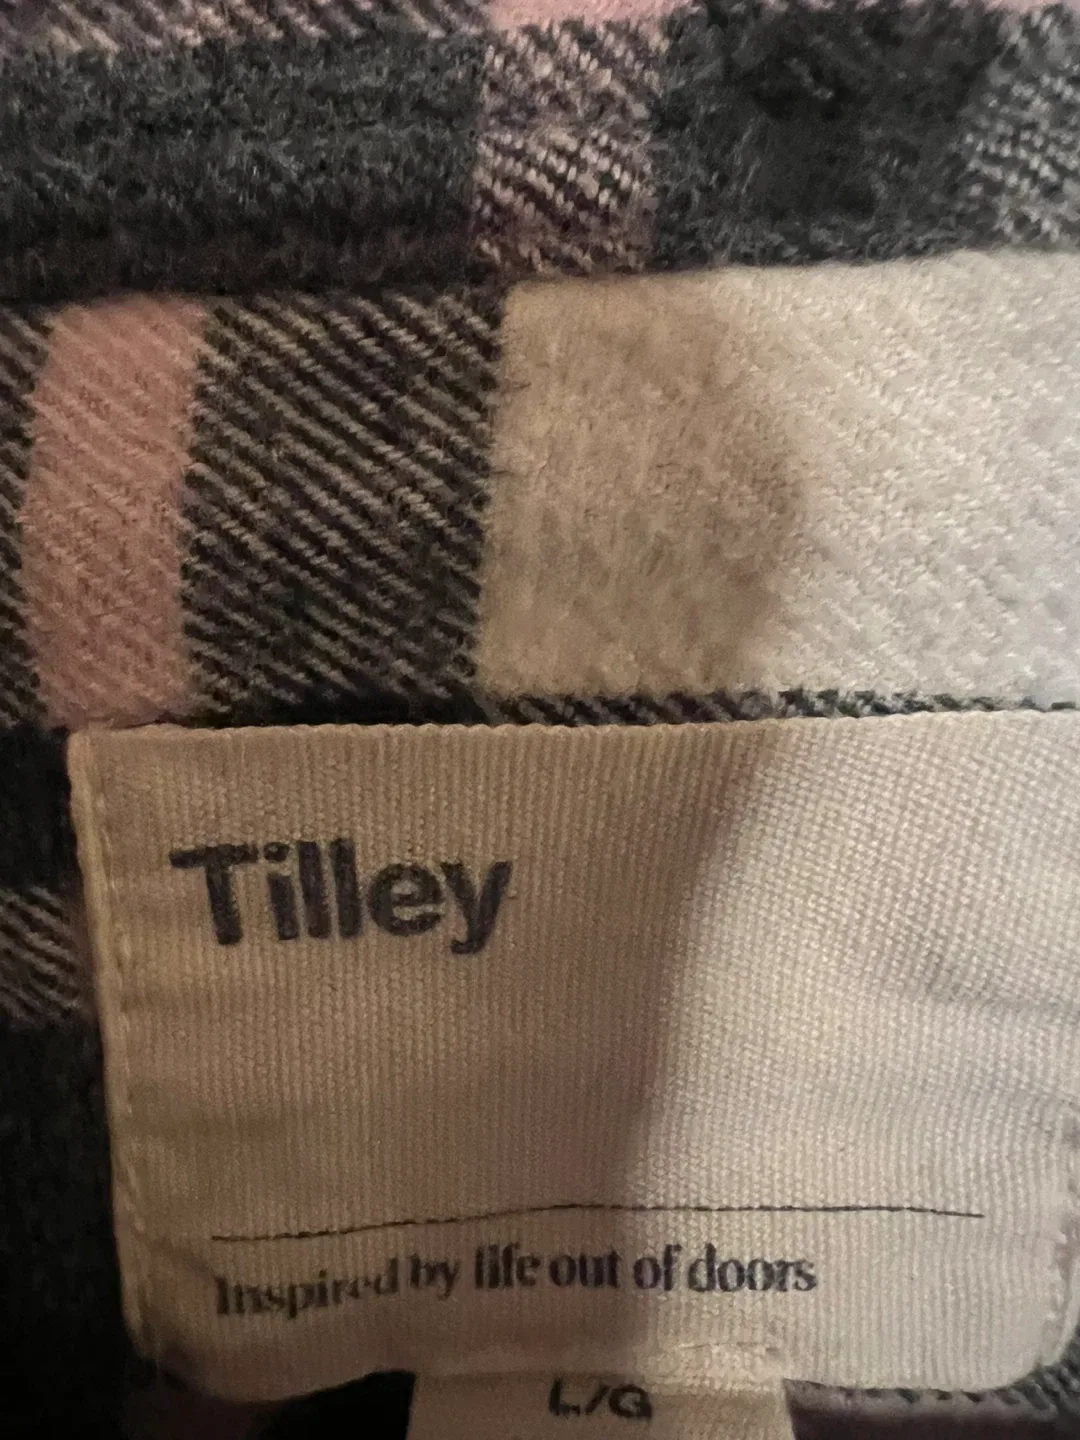 Tilley
Inspired by life out of doors
L/G